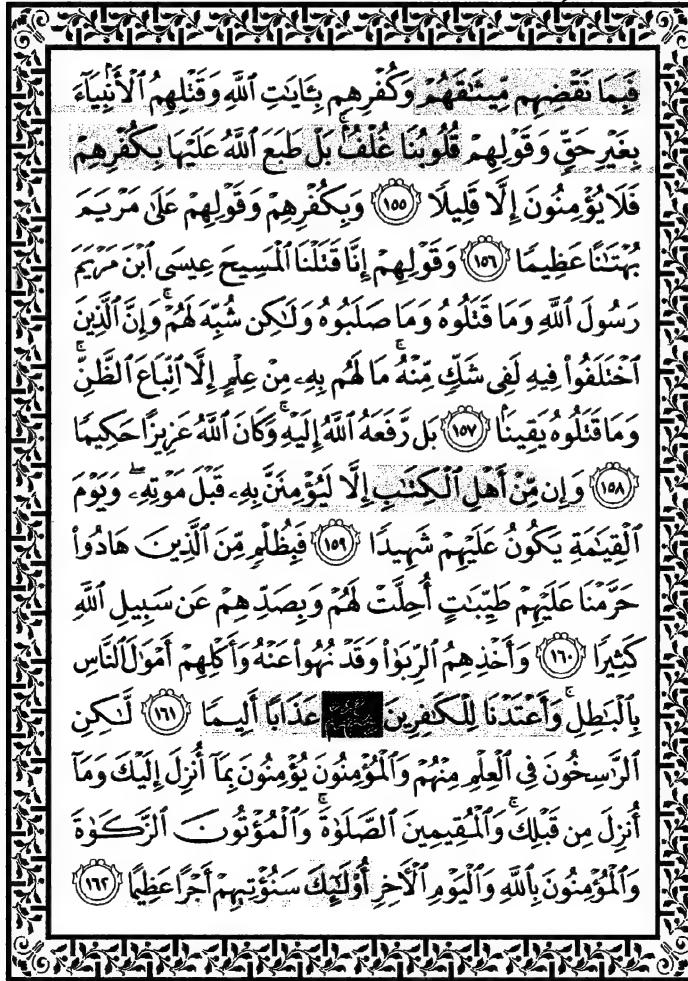 فَبِمَا نَقْضِهِم مِّيثَٰقَهُمْ وَكُفْرِهِم بِـَٔايَٰتِ ٱللَّهِ وَقَتْلِهِمُ ٱلْأَنۢبِيَآءَ
بِغَيْرِ حَقٍّ وَقَوْلِهِمْ قُلُوبُنَا غُلْفٌۢ ۚ بَلْ طَبَعَ ٱللَّهُ عَلَيْهَا بِكُفْرِهِمْ
فَلَا يُؤْمِنُونَ إِلَّا قَلِيلًا ١٥٥ وَبِكُفْرِهِمْ وَقَوْلِهِمْ عَلَىٰ مَرْيَمَ
بُهْتَٰنًا عَظِيمًا ١٥٦ وَقَوْلِهِمْ إِنَّا قَتَلْنَا ٱلْمَسِيحَ عِيسَى ٱبْنَ مَرْيَمَ
رَسُولَ ٱللَّهِ وَمَا قَتَلُوهُ وَمَا صَلَبُوهُ وَلَٰكِن شُبِّهَ لَهُمْ ۚ وَإِنَّ ٱلَّذِينَ
ٱخْتَلَفُوا۟ فِيهِ لَفِى شَكٍّ مِّنْهُ ۚ مَا لَهُم بِهِۦ مِنْ عِلْمٍ إِلَّا ٱتِّبَاعَ ٱلظَّنِّ ۚ
وَمَا قَتَلُوهُ يَقِينًۢا ١٥٧ بَل رَّفَعَهُ ٱللَّهُ إِلَيْهِ ۚ وَكَانَ ٱللَّهُ عَزِيزًا حَكِيمًا
١٥٨ وَإِن مِّنْ أَهْلِ ٱلْكِتَٰبِ إِلَّا لَيُؤْمِنَنَّ بِهِۦ قَبْلَ مَوْتِهِۦ ۖ وَيَوْمَ
ٱلْقِيَٰمَةِ يَكُونُ عَلَيْهِمْ شَهِيدًا ١٥٩ فَبِظُلْمٍ مِّنَ ٱلَّذِينَ هَادُوا۟
حَرَّمْنَا عَلَيْهِمْ طَيِّبَٰتٍ أُحِلَّتْ لَهُمْ وَبِصَدِّهِمْ عَن سَبِيلِ ٱللَّهِ
كَثِيرًا ١٦٠ وَأَخْذِهِمُ ٱلرِّبَوٰا۟ وَقَدْ نُهُوا۟ عَنْهُ وَأَكْلِهِمْ أَمْوَٰلَ ٱلنَّاسِ
بِٱلْبَٰطِلِ ۚ وَأَعْتَدْنَا لِلْكَٰفِرِينَ عَذَابًا أَلِيمًا ١٦١ لَّٰكِنِ
ٱلرَّٰسِخُونَ فِى ٱلْعِلْمِ مِنْهُمْ وَٱلْمُؤْمِنُونَ يُؤْمِنُونَ بِمَآ أُنزِلَ إِلَيْكَ وَمَآ
أُنزِلَ مِن قَبْلِكَ ۚ وَٱلْمُقِيمِينَ ٱلصَّلَوٰةَ ۚ وَٱلْمُؤْتُونَ ٱلزَّكَوٰةَ
وَٱلْمُؤْمِنُونَ بِٱللَّهِ وَٱلْيَوْمِ ٱلْءَاخِرِ أُو۟لَٰٓئِكَ سَنُؤْتِيهِمْ أَجْرًا عَظِيمًا ١٦٢